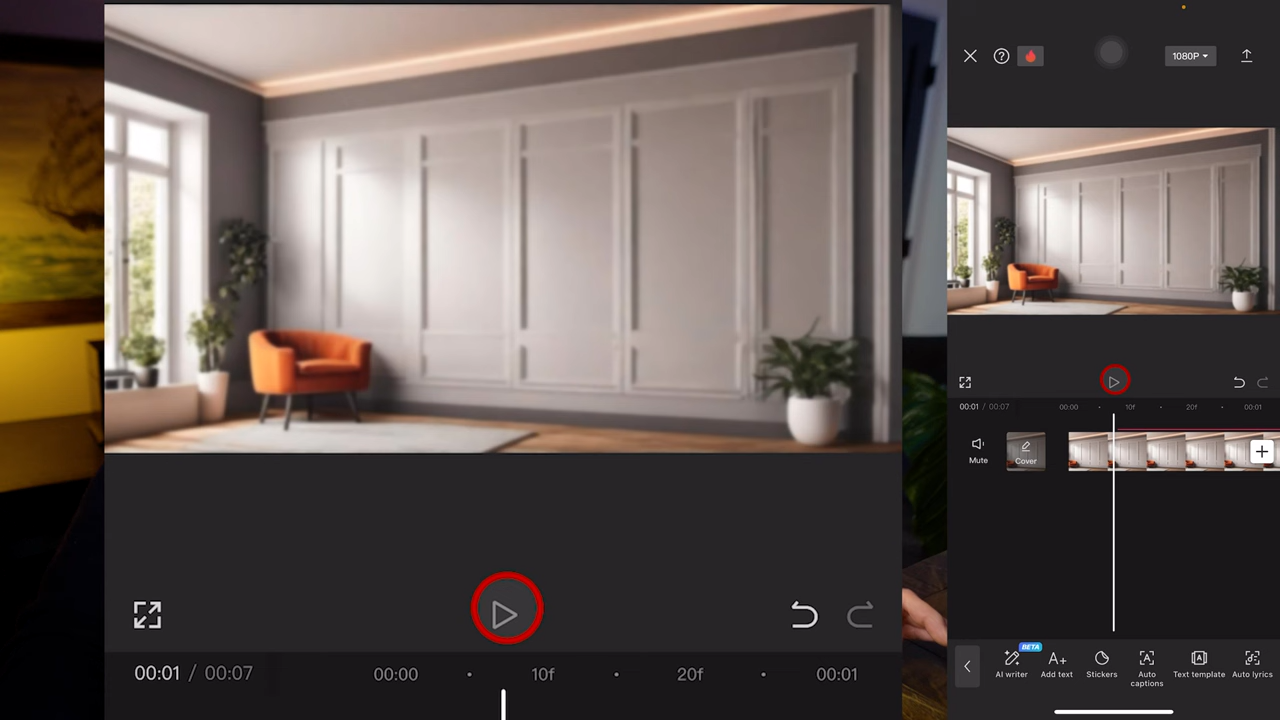 00:01 / 00:07
00:00
10f
20f
00:01
1080P
00:01 / 00:07
00:00
10f
20f
00:01
Mute
Cover
BETA
AI writer
Add text
Stickers
Auto captions
Text template
Auto lyrics